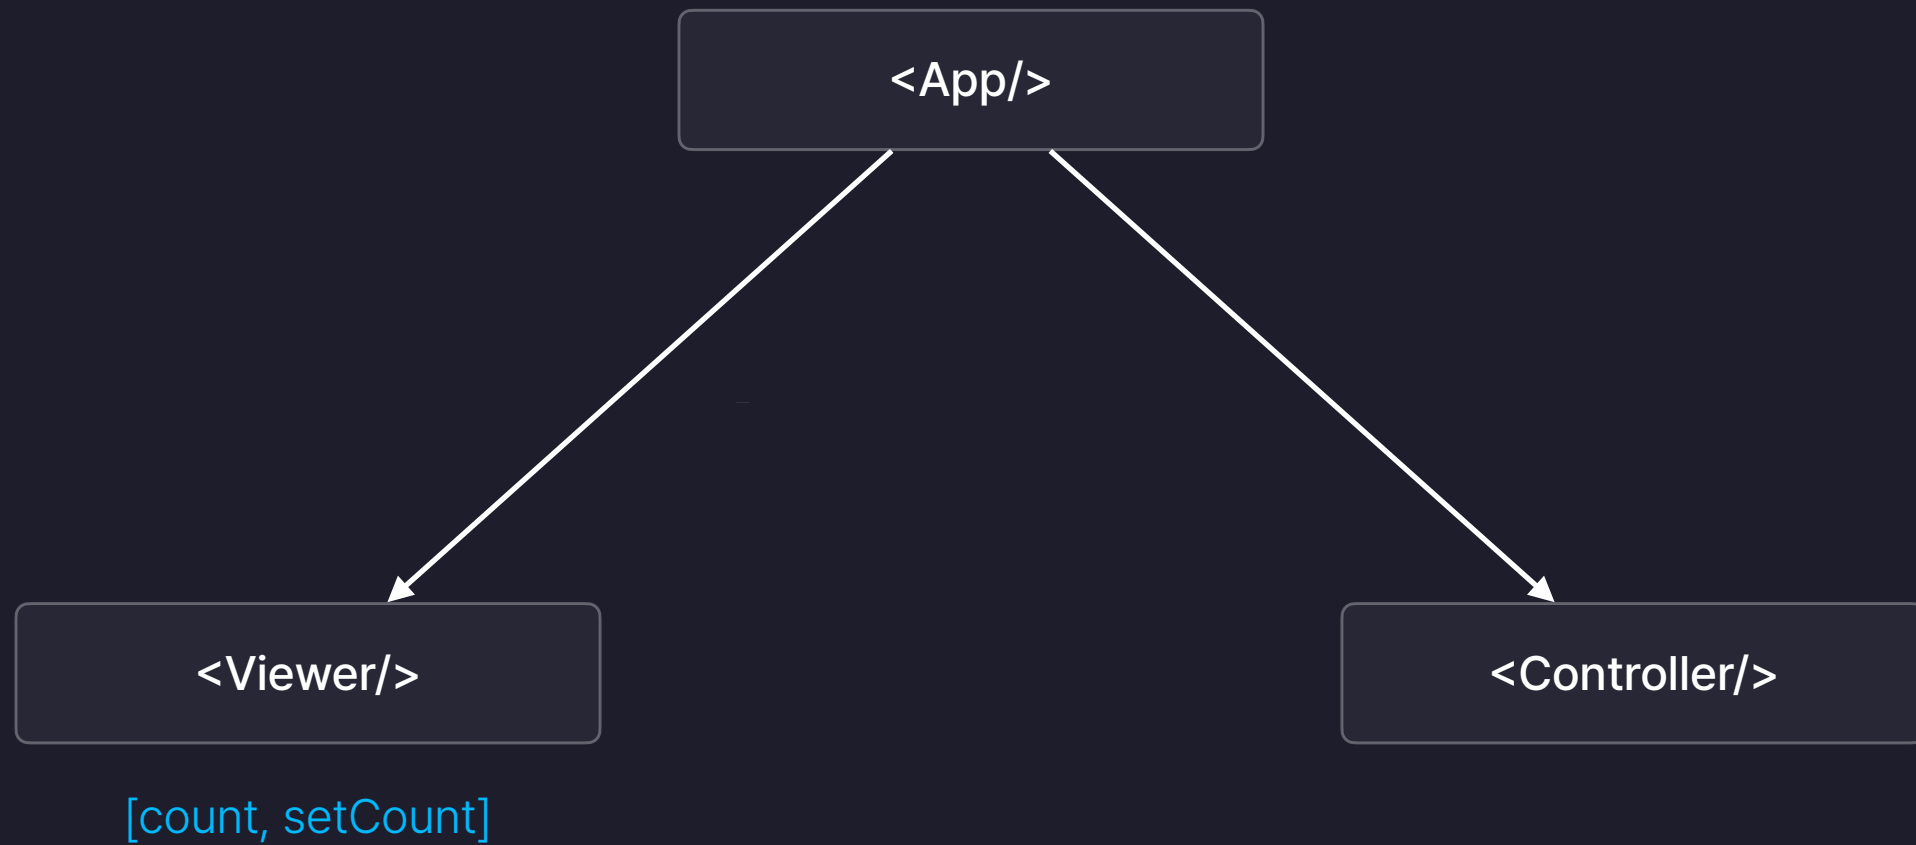 <App/>
<Viewer/>
<Controller/>
[count, setCount]